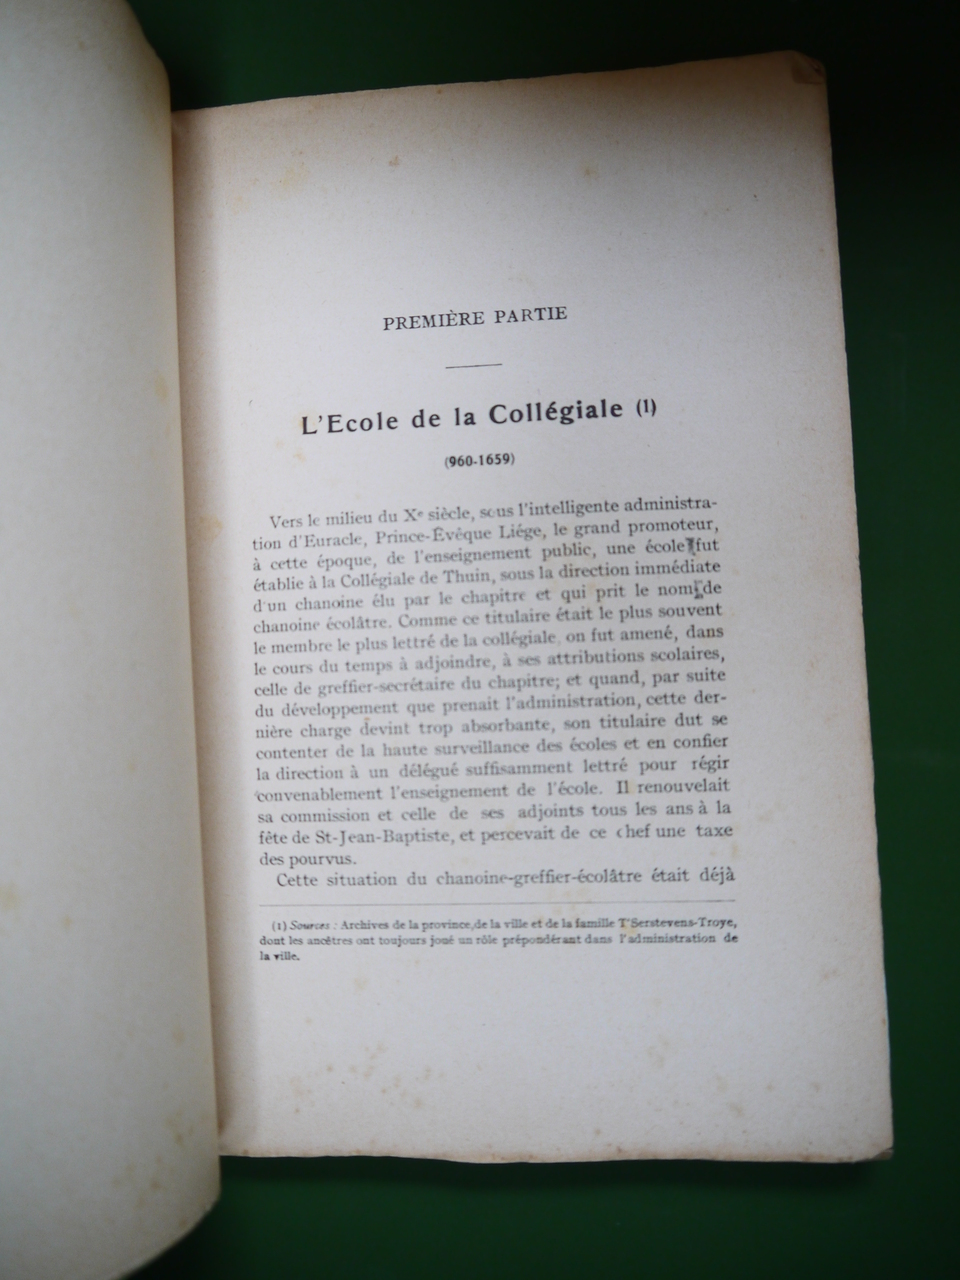 PREMIÈRE PARTIE
L'Ecole de la Collégiale (1)
(960-1659)
Vers le milieu du Xe siècle, sous l'intelligente administra-
tion d'Euracle, Prince-Évêque Liége, le grand promoteur,
à cette époque, de l'enseignement public, une école fut
établie à la Collégiale de Thuin, sous la direction immédiate
d'un chanoine élu par le chapitre et qui prit le nom de
chanoine écolâtre. Comme ce titulaire était le plus souvent
le membre le plus lettré de la collégiale on fut amené, dans
le cours du temps à adjoindre, à ses attributions scolaires,
celle de greffier-secrétaire du chapitre; et quand, par suite
du développement que prenait l'administration, cette der-
nière charge devint trop absorbante, son titulaire dut se
contenter de la haute surveillance des écoles et en confier
la direction à un délégué suffisamment lettré pour régir
convenablement l'enseignement de l'école. Il renouvelait
sa commission et celle de ses adjoints tous les ans à la
fête de St-Jean-Baptiste, et percevait de ce chef une taxe
des pourvus.
Cette situation du chanoine-greffier-écolâtre était déjà
(1) Sources : Archives de la province, de la ville et de la famille T'Serstevens-Troye,
dont les ancêtres ont toujours joué un rôle prépondérant dans l'administration de
la ville.